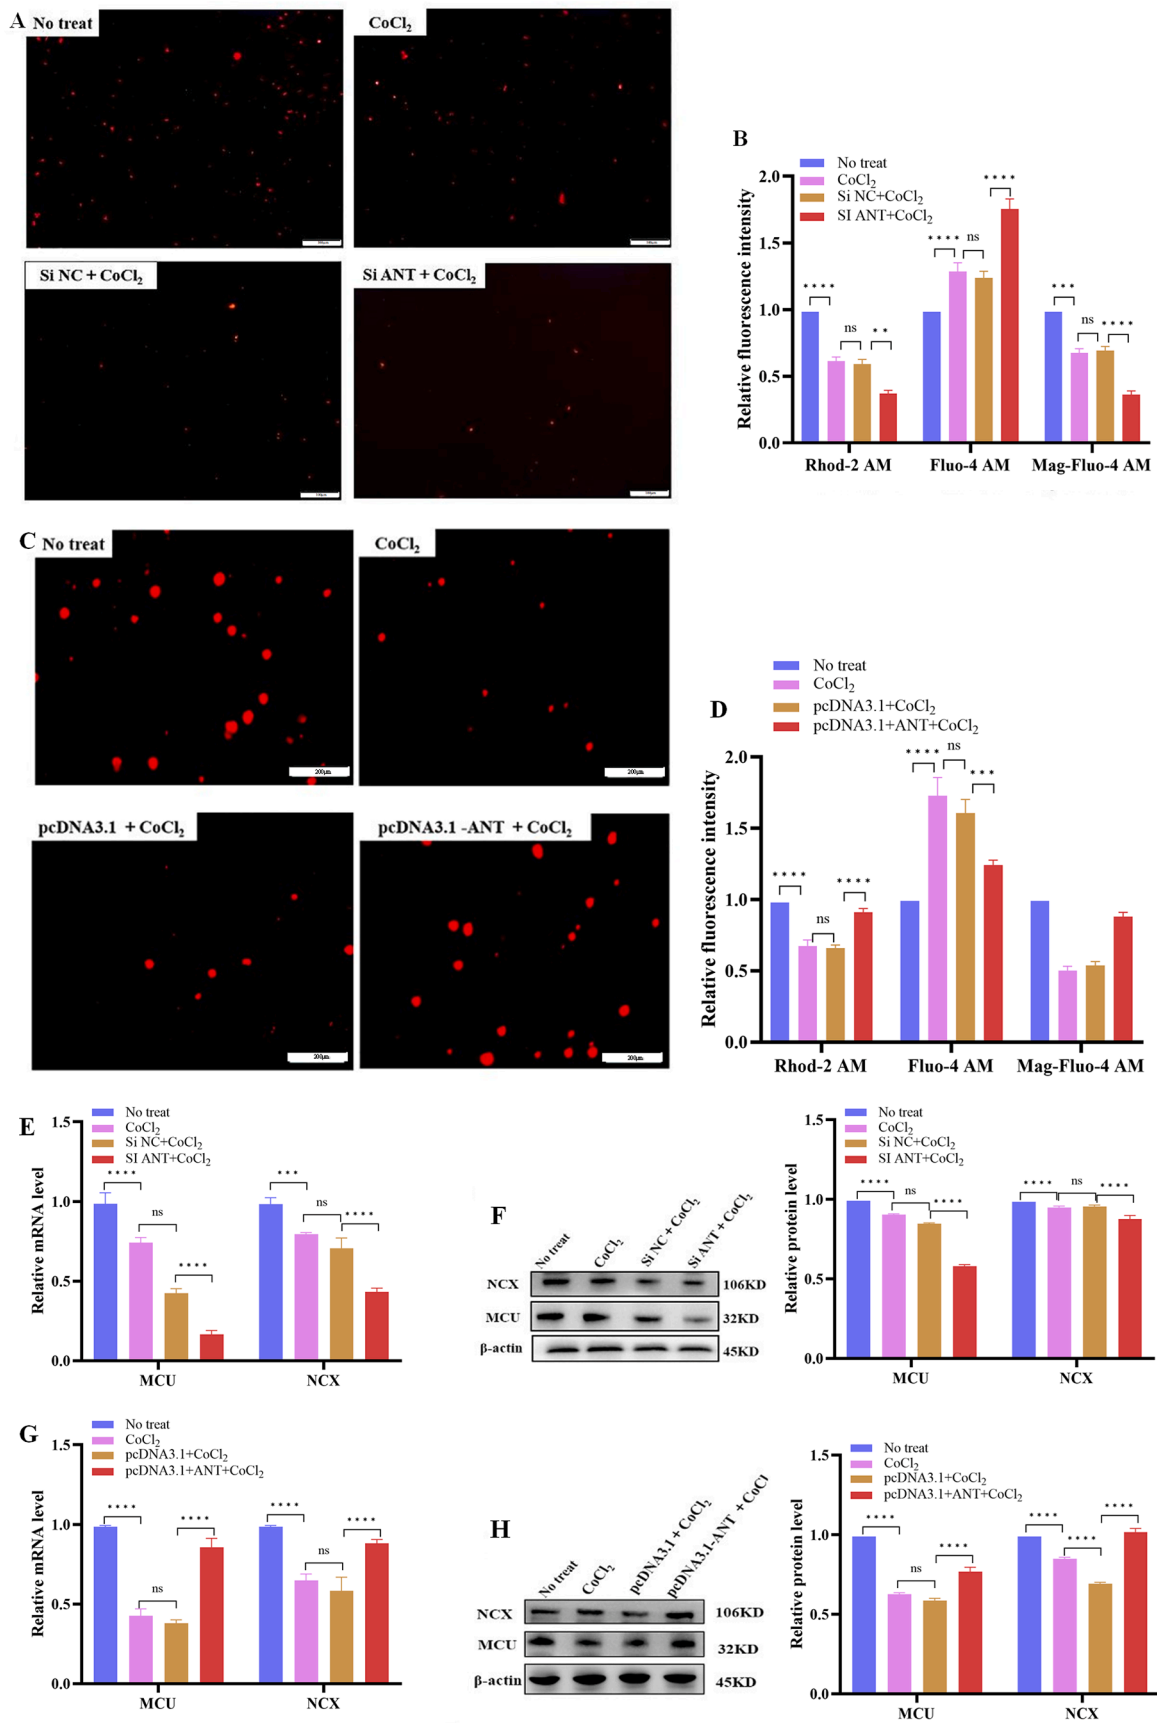 A
No treat
CoCl2
Si NC + CoCl2
Si ANT + CoCl2
B
No treat
CoCl2
Si NC+CoCl2
SI ANT+CoCl2
Relative fluorescence intensity
2.0
1.5
1.0
0.5
0.0
**** ns **
**** ns ****
*** ns ****
Rhod-2 AM Fluo-4 AM Mag-Fluo-4 AM
C
No treat
CoCl2
200μm
200μm
pcDNA3.1 + CoCl2
pcDNA3.1 -ANT + CoCl2
200μm
200μm
D
No treat
CoCl2
pcDNA3.1+CoCl2
pcDNA3.1+ANT+CoCl2
Relative fluorescence intensity
2.0
1.5
1.0
0.5
0.0
**** ns ****
**** ns ***
Rhod-2 AM Fluo-4 AM Mag-Fluo-4 AM
E
No treat
CoCl2
Si NC+CoCl2
SI ANT+CoCl2
Relative mRNA level
1.5
1.0
0.5
0.0
**** ns ****
*** ns ****
MCU NCX
F
No treat
CoCl2
Si NC + CoCl2
Si ANT + CoCl2
NCX 106KD
MCU 32KD
β-actin 45KD
No treat
CoCl2
Si NC+CoCl2
SI ANT+CoCl2
Relative protein level
1.5
1.0
0.5
0.0
**** ns ****
**** ns ****
MCU NCX
G
No treat
CoCl2
pcDNA3.1+CoCl2
pcDNA3.1+ANT+CoCl2
Relative mRNA level
1.5
1.0
0.5
0.0
**** ns ****
**** ns ****
MCU NCX
H
No treat
CoCl2
pcDNA3.1 + CoCl2
pcDNA3.1-ANT + CoCl
NCX 106KD
MCU 32KD
β-actin 45KD
No treat
CoCl2
pcDNA3.1+CoCl2
pcDNA3.1+ANT+CoCl2
Relative protein level
1.5
1.0
0.5
0.0
**** ns ****
**** **** ****
MCU NCX